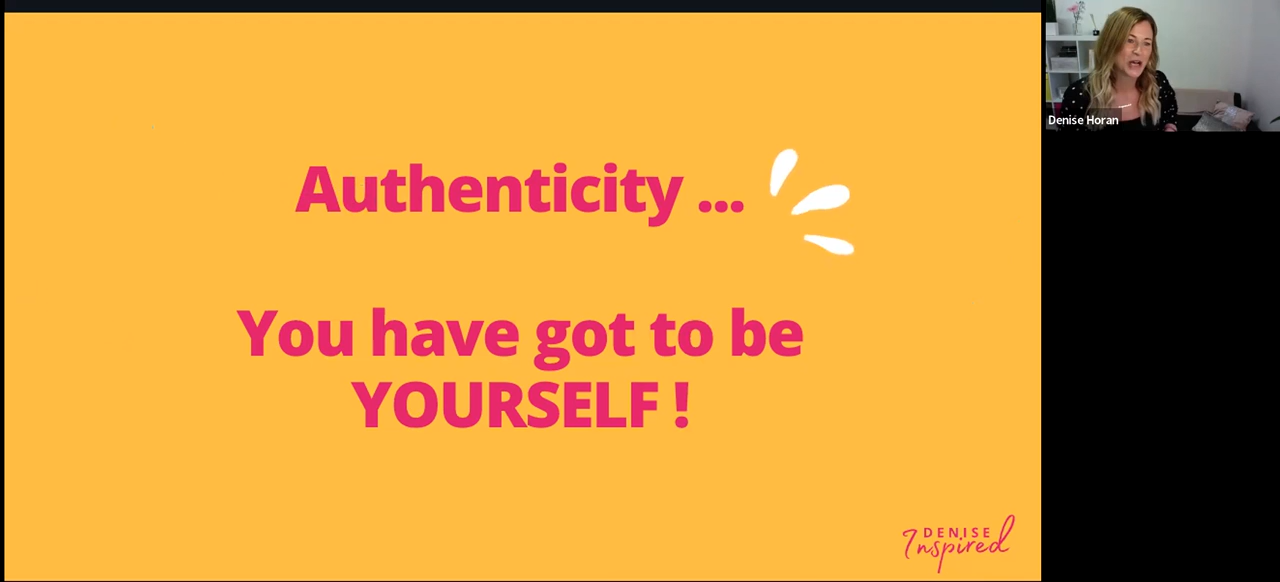 Authenticity ...
You have got to be
YOURSELF !
DENISE
Inspired
Denise Horan